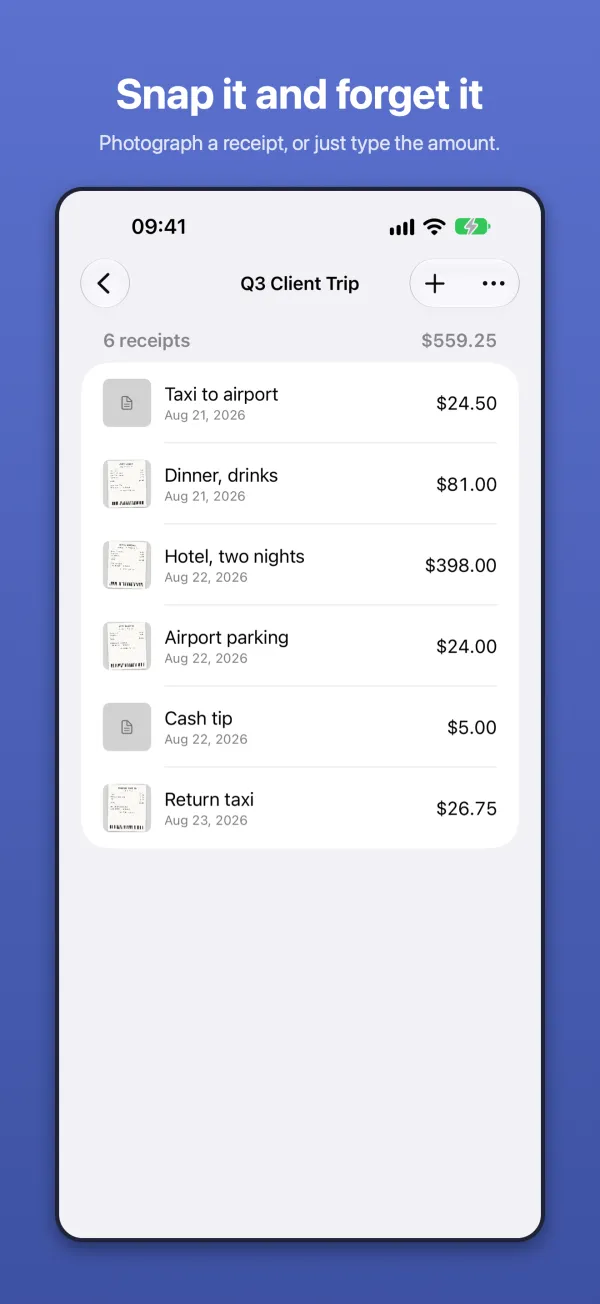 Snap it and forget it
Photograph a receipt, or just type the amount.
09:41
Q3 Client Trip
6 receipts $559.25
Taxi to airport
Aug 21, 2026
$24.50
Dinner, drinks
Aug 21, 2026
$81.00
Hotel, two nights
Aug 22, 2026
$398.00
Airport parking
Aug 22, 2026
$24.00
Cash tip
Aug 22, 2026
$5.00
Return taxi
Aug 23, 2026
$26.75